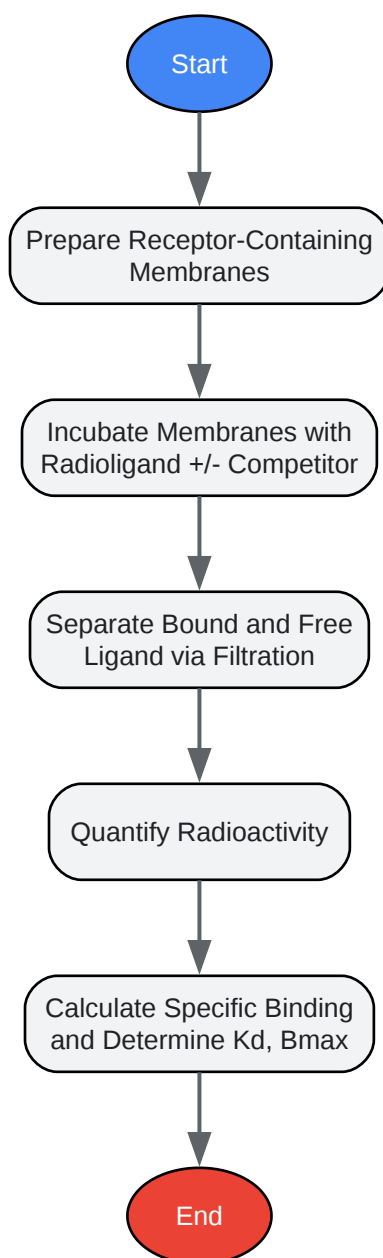 Start
Prepare Receptor-Containing
Membranes
Incubate Membranes with
Radioligand +/- Competitor
Separate Bound and Free
Ligand via Filtration
Quantify Radioactivity
Calculate Specific Binding
and Determine Kd, Bmax
End